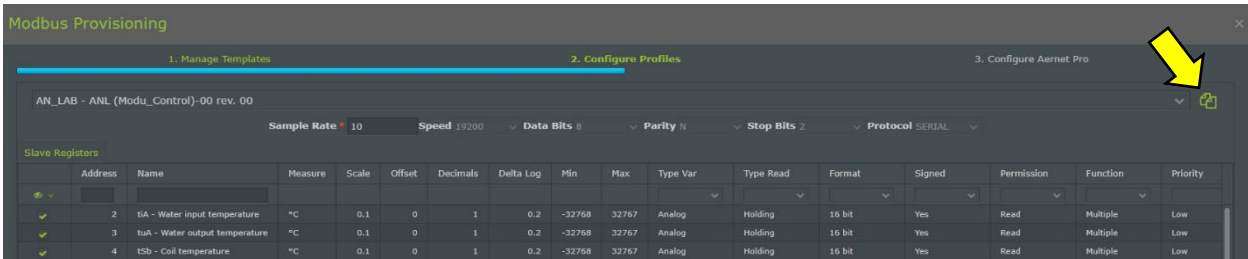 Modbus Provisioning
1. Manage Templates 2. Configure Profiles 3. Configure Aernet Pro
AN_LAB - ANL (Modu_Control)-00 rev. 00
Sample Rate * 10 Speed 19200 Data Bits 8 Parity N Stop Bits 2 Protocol SERIAL
Slave Registers
Address Name Measure Scale Offset Decimals Delta Log Min Max Type Var Type Read Format Signed Permission Function Priority
2 tiA - Water input temperature °C 0.1 0 1 0.2 -32768 32767 Analog Holding 16 bit Yes Read Multiple Low
3 tuA - Water output temperature °C 0.1 0 1 0.2 -32768 32767 Analog Holding 16 bit Yes Read Multiple Low
4 tSb - Coil temperature °C 0.1 0 1 0.2 -32768 32767 Analog Holding 16 bit Yes Read Multiple Low